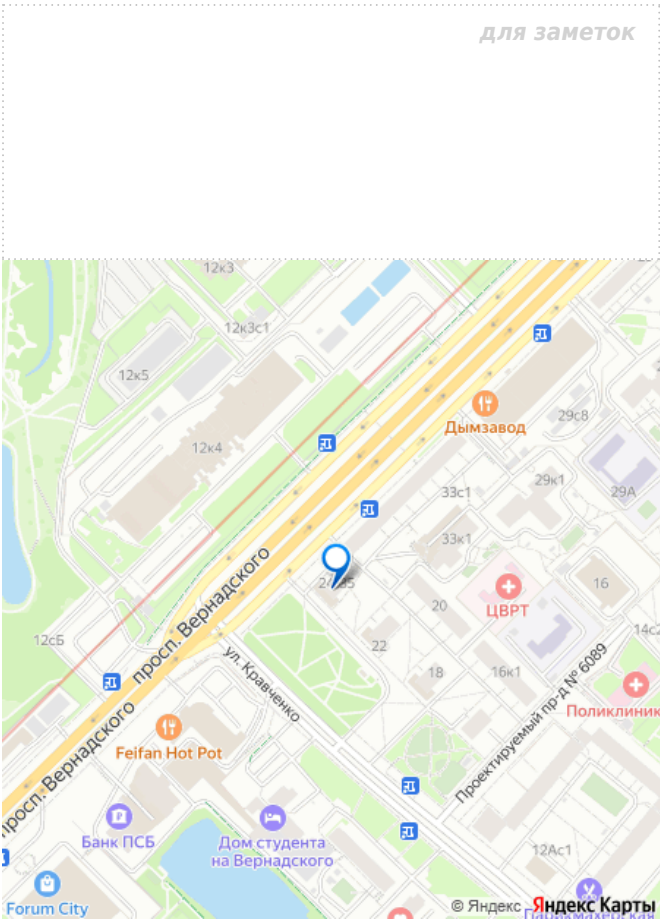 для заметок
12к3
12к3с1
12к5
Дымзавод
29с8
12к4
29к1
33с1
29А
33к1
просп. Вернадского
16
20
ЦВРТ
12сБ
22
14с2
ул. Кравченко
18
16к1
Проектируемый пр-д № 6089
Поликлиник
просп. Вернадского
Feifan Hot Pot
Банк ПСБ
Дом студента
на Вернадского
12Ас1
Forum City
© Яндекс Яндекс Карты